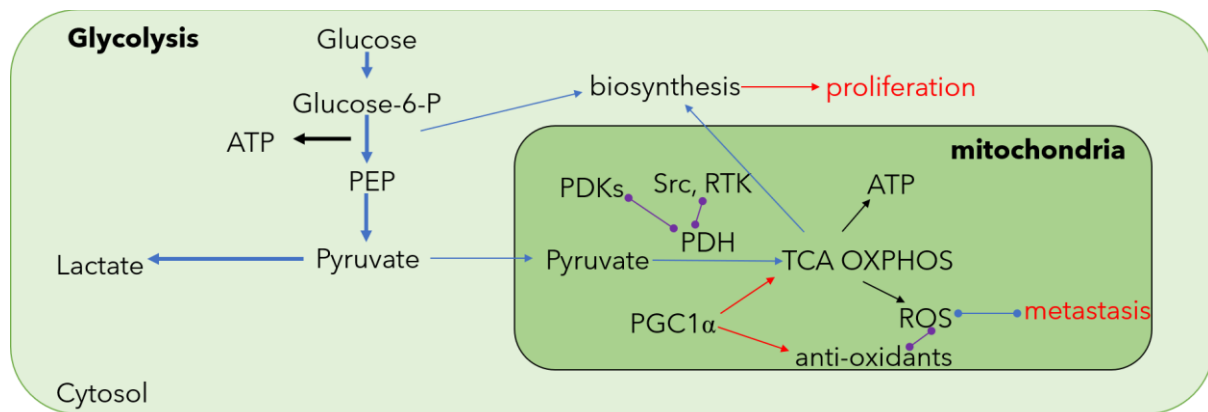 Glycolysis
Glucose
Glucose-6-P
ATP
PEP
Lactate
Pyruvate
Cytosol
biosynthesis
proliferation
mitochondria
PDKs
Src, RTK
PDH
ATP
Pyruvate
TCA OXPHOS
PGC1α
ROS
metastasis
anti-oxidants